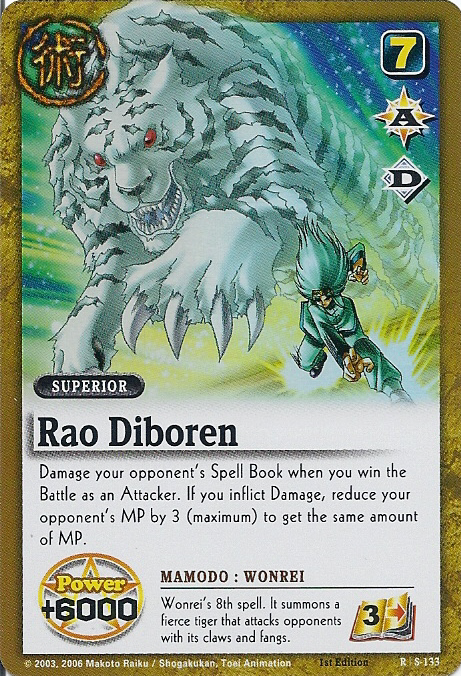 術
7
A
D
SUPERIOR
Rao Diboren
Damage your opponent's Spell Book when you win the
Battle as an Attacker. If you inflict Damage, reduce your
opponent's MP by 3 (maximum) to get the same amount
of MP.
Power
+6000
MAMODO : WONREI
Wonrei's 8th spell. It summons a
fierce tiger that attacks opponents
with its claws and fangs.
3
© 2003, 2006 Makoto Raiku / Shogakukan, Toei Animation 1st Edition R S-133